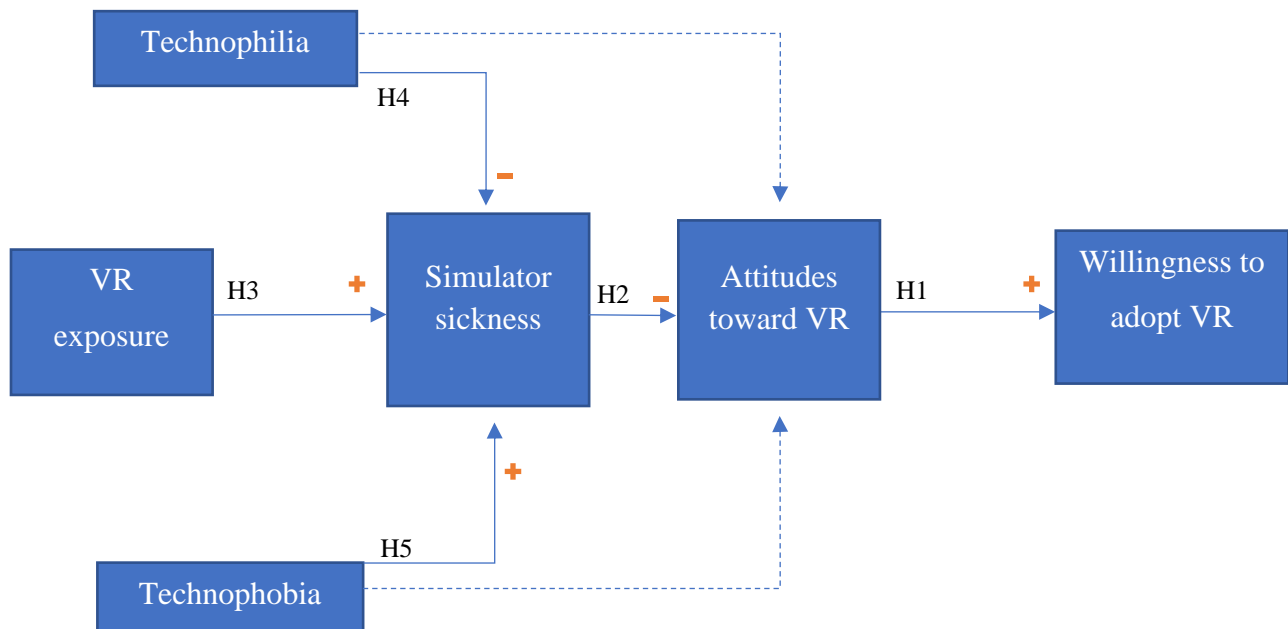 Technophilia
H4
VR
exposure
H3
+
Simulator
sickness
H2
Attitudes
toward VR
H1
+
Willingness to
adopt VR
-
-
+
H5
Technophobia